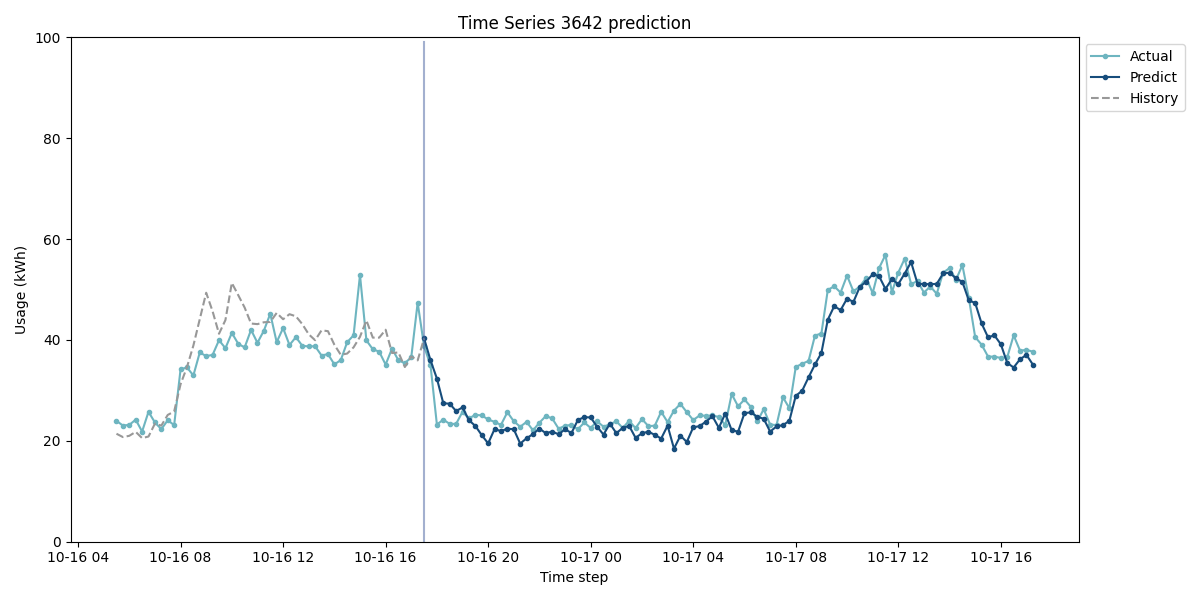 Time Series 3642 prediction
100
80
60
40
20
0
Usage (kWh)
10-16 04
10-16 08
10-16 12
10-16 16
10-16 20
10-17 00
10-17 04
10-17 08
10-17 12
10-17 16
Time step
Actual
Predict
History